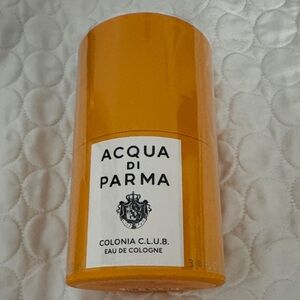 ACQUA
DI
PARMA
COLONIA C.L.U.B.
EAU DE COLOGNE